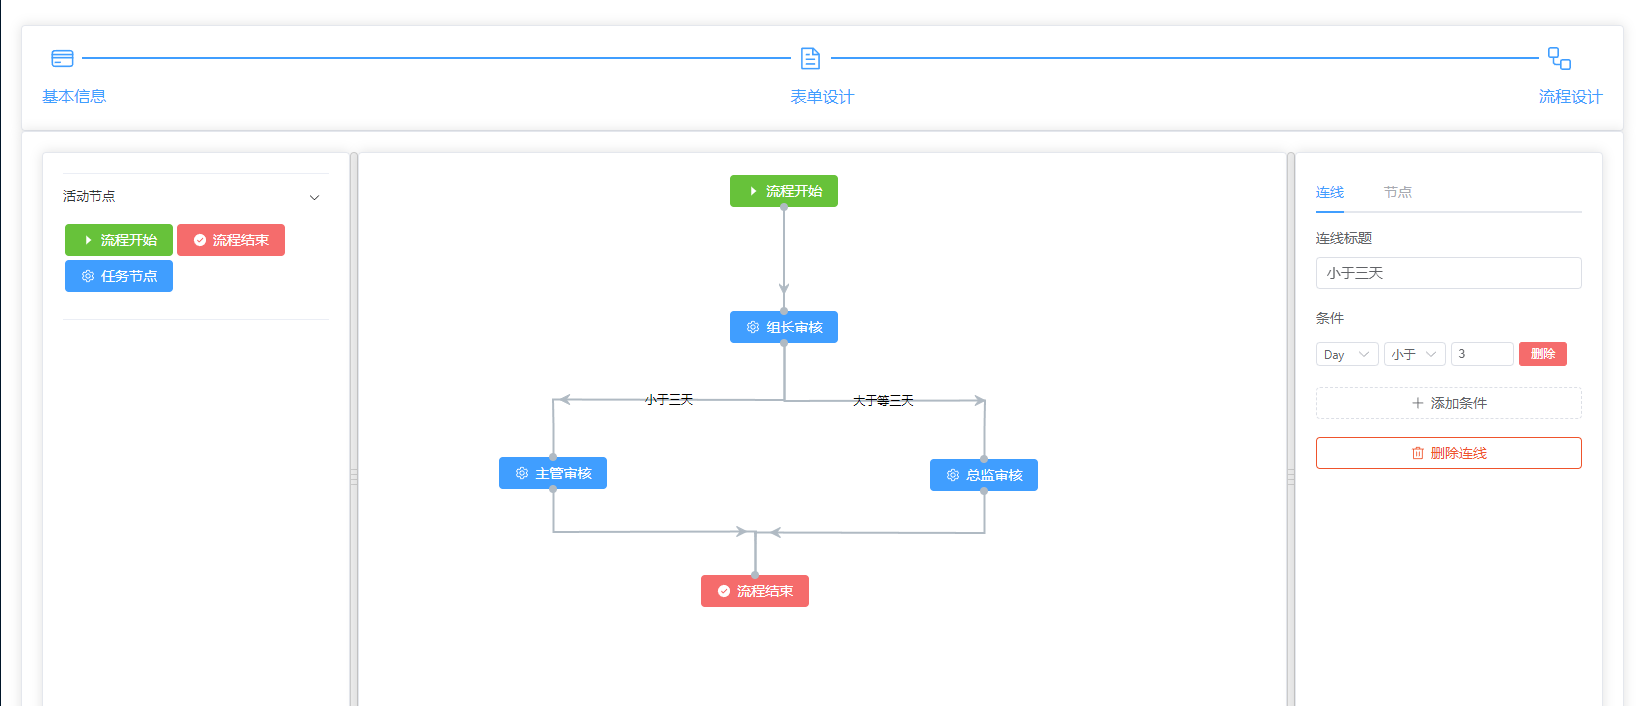 基本信息
表单设计
流程设计
活动节点
流程开始
流程结束
任务节点
流程开始
组长审核
小于三天
大于等三天
主管审核
总监审核
流程结束
连线
节点
连线标题
小于三天
条件
Day
小于
3
删除
添加条件
删除连线